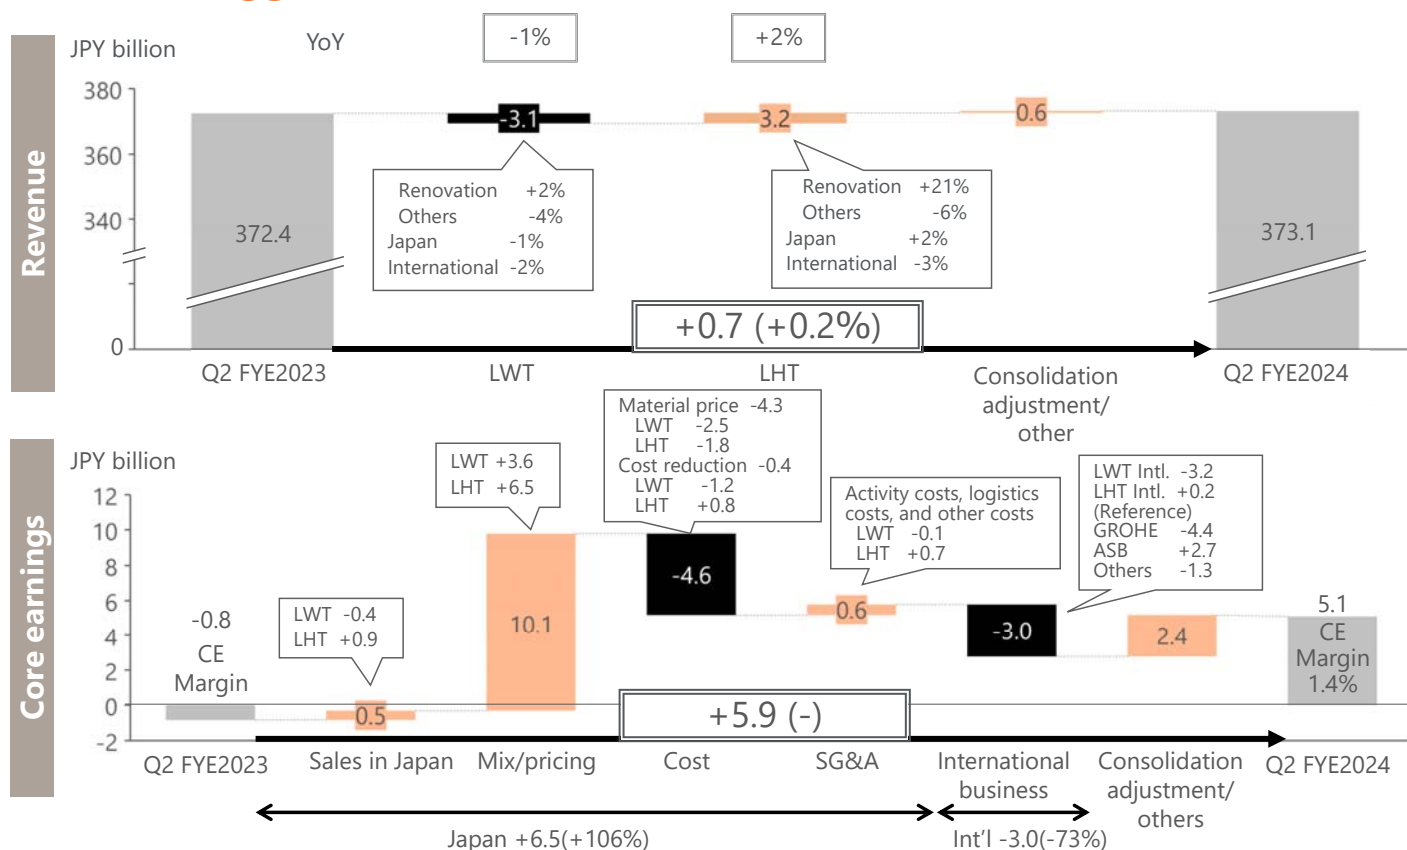 Revenue
JPY billion
YoY
-1%
+2%
380
360
340
0
372.4
-3.1
3.2
0.6
373.1
Renovation +2%
Others -4%
Japan -1%
International -2%
Renovation +21%
Others -6%
Japan +2%
International -3%
+0.7 (+0.2%)
Q2 FYE2023
LWT
LHT
Consolidation
adjustment/
other
Q2 FYE2024
Core earnings
JPY billion
12
10
8
6
4
2
0
-2
-0.8
CE
Margin
LWT -0.4
LHT +0.9
0.5
LWT +3.6
LHT +6.5
10.1
Material price -4.3
LWT -2.5
LHT -1.8
Cost reduction -0.4
LWT -1.2
LHT +0.8
-4.6
Activity costs, logistics
costs, and other costs
LWT -0.1
LHT +0.7
0.6
LWT Intl. -3.2
LHT Intl. +0.2
(Reference)
GROHE -4.4
ASB +2.7
Others -1.3
-3.0
2.4
5.1
CE
Margin
1.4%
+5.9 (-)
Q2 FYE2023
Sales in Japan
Mix/pricing
Cost
SG&A
International
business
Consolidation
adjustment/
others
Q2 FYE2024
Japan +6.5(+106%)
Int'l -3.0(-73%)